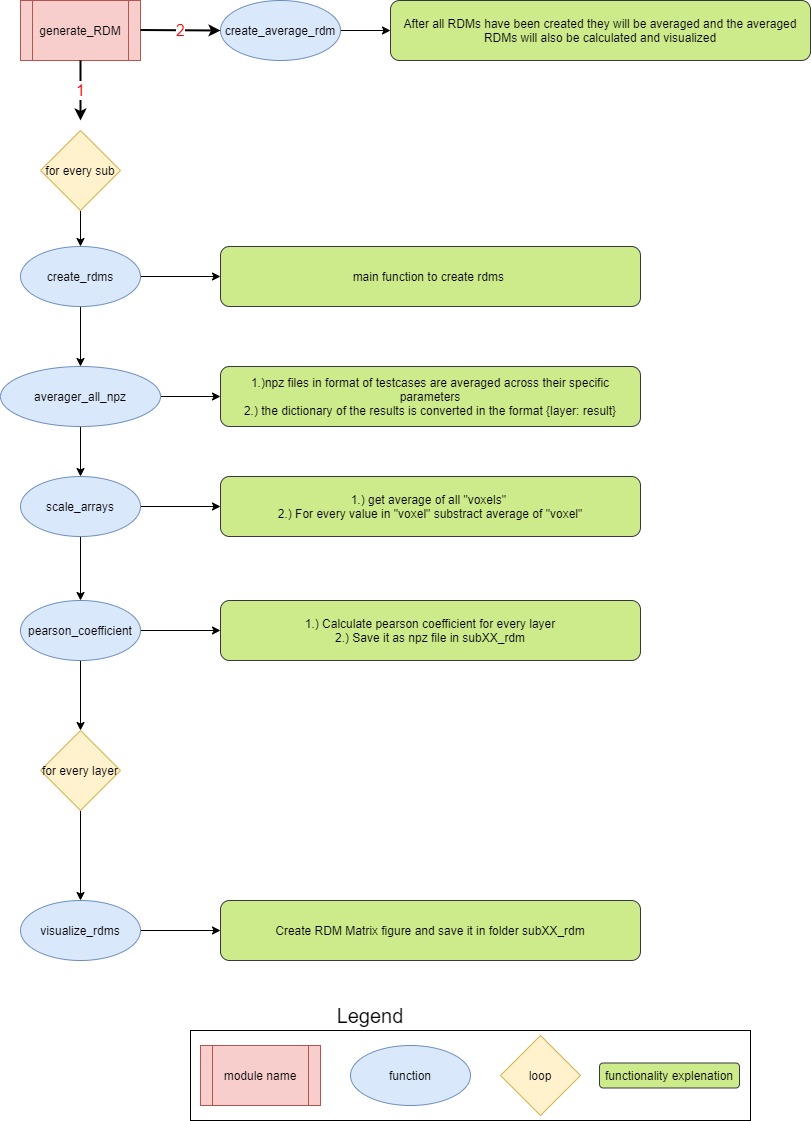 generate_RDM
2
create_average_rdm
After all RDMs have been created they will be averaged and the averaged
RDMs will also be calculated and visualized
1
for every sub
create_rdms
main function to create rdms
averager_all_npz
1.)npz files in format of testcases are averaged across their specific
parameters
2.) the dictionary of the results is converted in the format {layer: result}
scale_arrays
1.) get average of all "voxels"
2.) For every value in "voxel" substract average of "voxel"
pearson_coefficient
1.) Calculate pearson coefficient for every layer
2.) Save it as npz file in subXX_rdm
for every layer
visualize_rdms
Create RDM Matrix figure and save it in folder subXX_rdm
Legend
module name
function
loop
functionality explenation